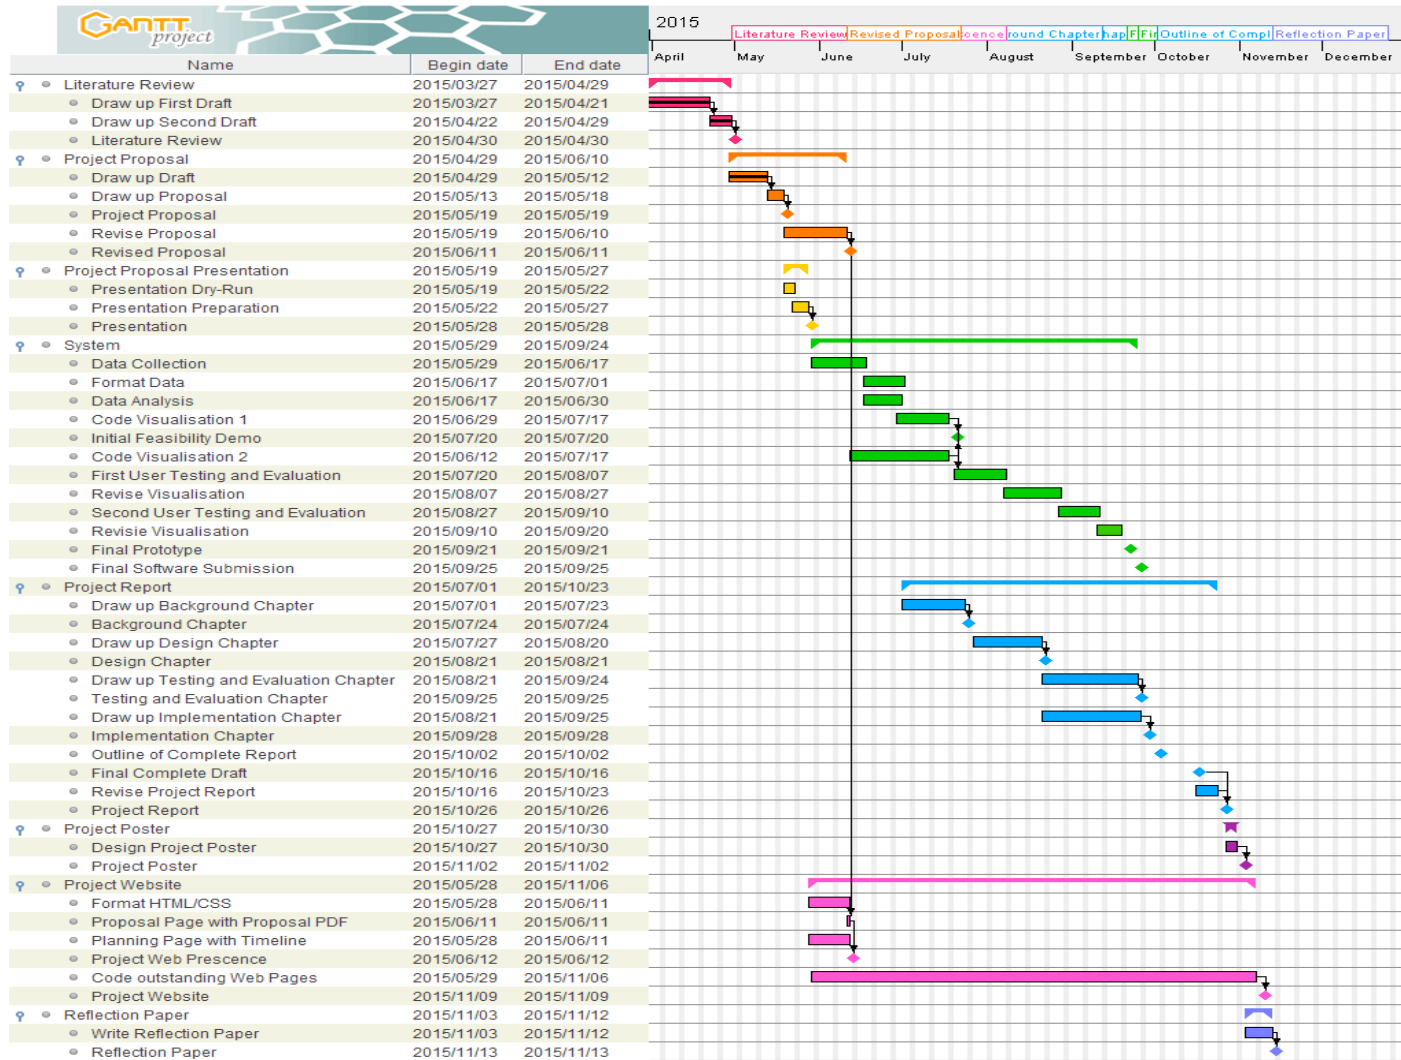 GANTT
project
2015
Literature Review Revised Proposal cence round Chapter hap F Fir Outline of Compl Reflection Paper
April May June July August September October November December
Name Begin date End date
Literature Review 2015/03/27 2015/04/29
Draw up First Draft 2015/03/27 2015/04/21
Draw up Second Draft 2015/04/22 2015/04/29
Literature Review 2015/04/30 2015/04/30
Project Proposal 2015/04/29 2015/06/10
Draw up Draft 2015/04/29 2015/05/12
Draw up Proposal 2015/05/13 2015/05/18
Project Proposal 2015/05/19 2015/05/19
Revise Proposal 2015/05/19 2015/06/10
Revised Proposal 2015/06/11 2015/06/11
Project Proposal Presentation 2015/05/19 2015/05/27
Presentation Dry-Run 2015/05/19 2015/05/22
Presentation Preparation 2015/05/22 2015/05/27
Presentation 2015/05/28 2015/05/28
System 2015/05/29 2015/09/24
Data Collection 2015/05/29 2015/06/17
Format Data 2015/06/17 2015/07/01
Data Analysis 2015/06/17 2015/06/30
Code Visualisation 1 2015/06/29 2015/07/17
Initial Feasibility Demo 2015/07/20 2015/07/20
Code Visualisation 2 2015/06/12 2015/07/17
First User Testing and Evaluation 2015/07/20 2015/08/07
Revise Visualisation 2015/08/07 2015/08/27
Second User Testing and Evaluation 2015/08/27 2015/09/10
Revisie Visualisation 2015/09/10 2015/09/20
Final Prototype 2015/09/21 2015/09/21
Final Software Submission 2015/09/25 2015/09/25
Project Report 2015/07/01 2015/10/23
Draw up Background Chapter 2015/07/01 2015/07/23
Background Chapter 2015/07/24 2015/07/24
Draw up Design Chapter 2015/07/27 2015/08/20
Design Chapter 2015/08/21 2015/08/21
Draw up Testing and Evaluation Chapter 2015/08/21 2015/09/24
Testing and Evaluation Chapter 2015/09/25 2015/09/25
Draw up Implementation Chapter 2015/08/21 2015/09/25
Implementation Chapter 2015/09/28 2015/09/28
Outline of Complete Report 2015/10/02 2015/10/02
Final Complete Draft 2015/10/16 2015/10/16
Revise Project Report 2015/10/16 2015/10/23
Project Report 2015/10/26 2015/10/26
Project Poster 2015/10/27 2015/10/30
Design Project Poster 2015/10/27 2015/10/30
Project Poster 2015/11/02 2015/11/02
Project Website 2015/05/28 2015/11/06
Format HTML/CSS 2015/05/28 2015/06/11
Proposal Page with Proposal PDF 2015/06/11 2015/06/11
Planning Page with Timeline 2015/05/28 2015/06/11
Project Web Prescence 2015/06/12 2015/06/12
Code outstanding Web Pages 2015/05/29 2015/11/06
Project Website 2015/11/09 2015/11/09
Reflection Paper 2015/11/03 2015/11/12
Write Reflection Paper 2015/11/03 2015/11/12
Reflection Paper 2015/11/13 2015/11/13